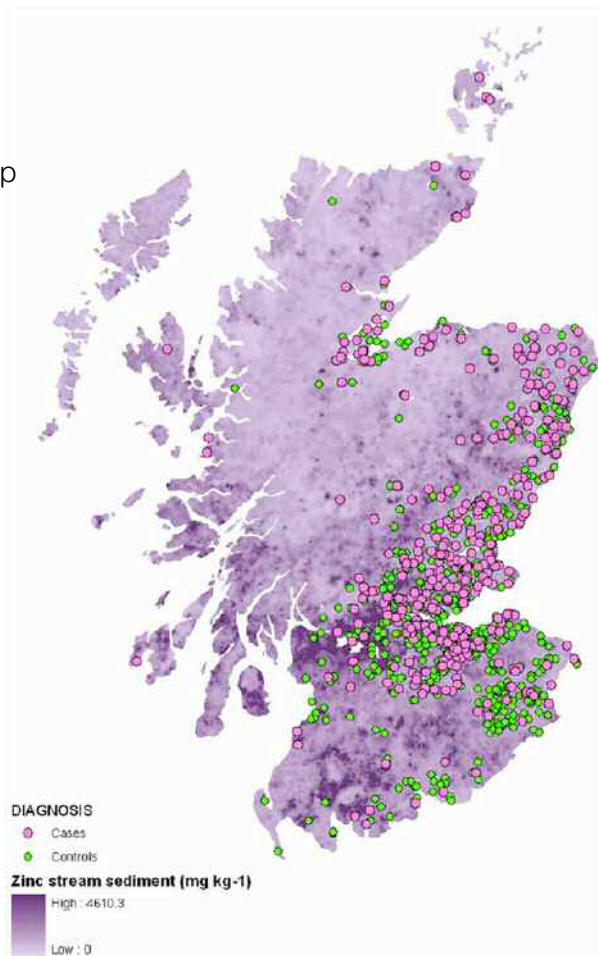 p
DIAGNOSIS
Cases
Controls
Zinc stream sediment (mg kg-1)
High : 4610.3
Low : 0